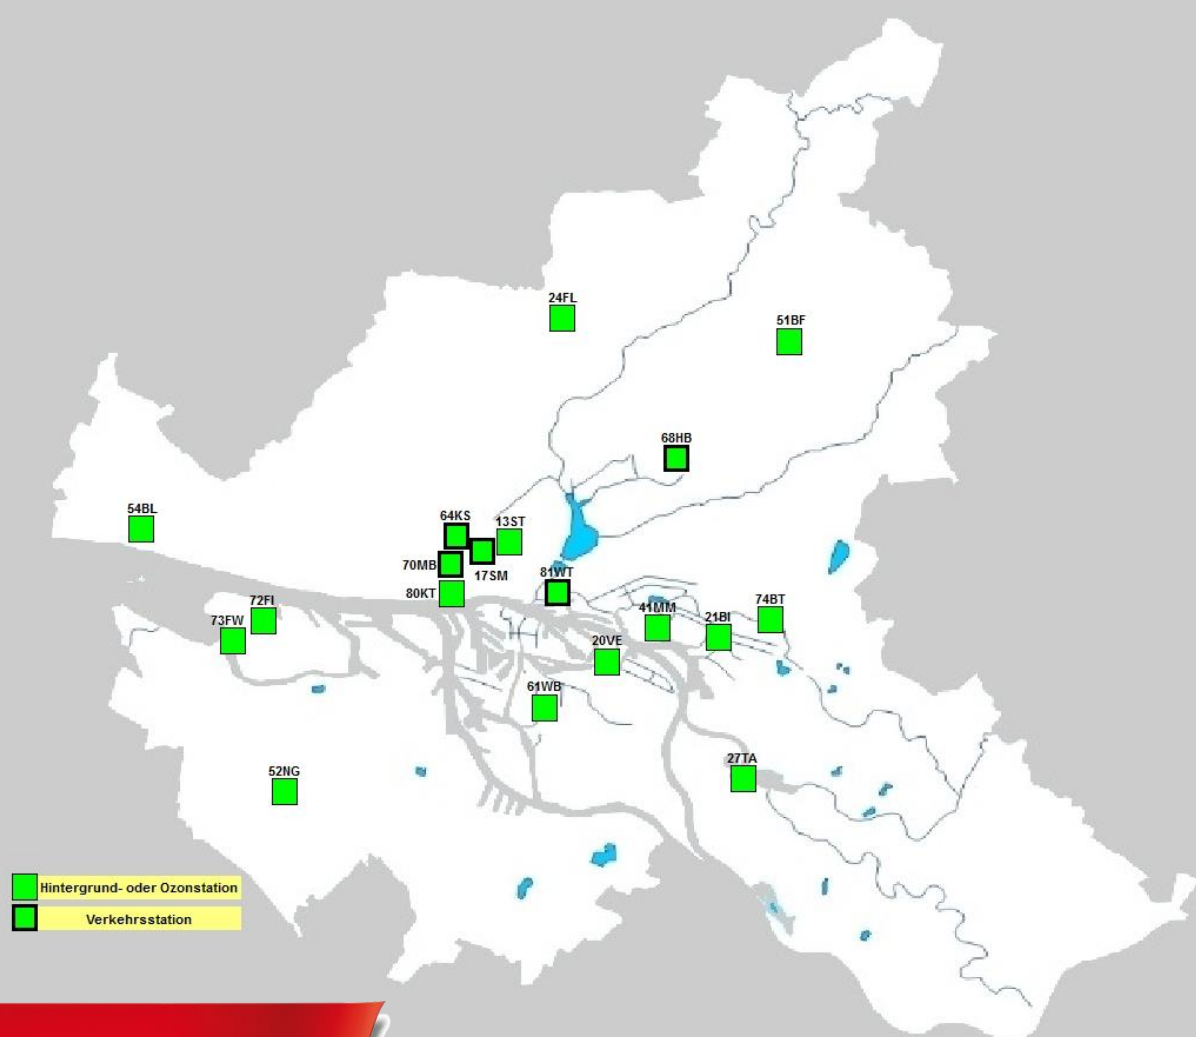 24FL
51BF
68HB
54BL
64KS
13ST
70MB
17SM
81WT
80KT
72FI
73FW
41MM
21BI
74BT
20VE
61WB
27TA
52NG
Hintergrund- oder Ozonstation
Verkehrsstation